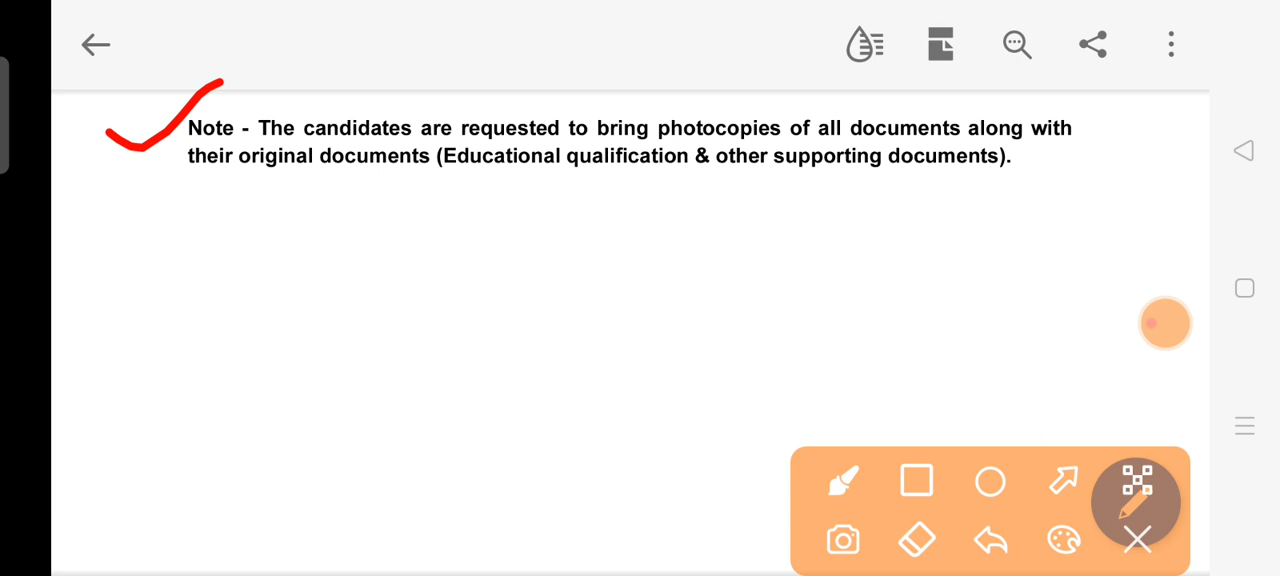 Note - The candidates are requested to bring photocopies of all documents along with
their original documents (Educational qualification & other supporting documents).